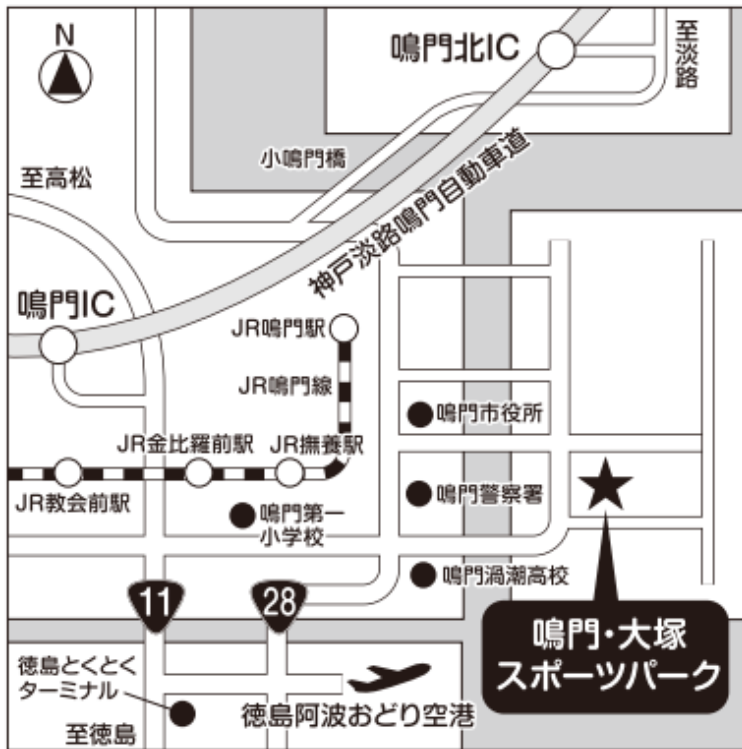 N
鳴門北IC
至淡路
小鳴門橋
至高松
神戸淡路鳴門自動車道
鳴門IC
JR鳴門駅
JR鳴門線
鳴門市役所
JR金比羅前駅
JR撫養駅
JR教会前駅
鳴門警察署
鳴門第一
小学校
鳴門渦潮高校
11
28
鳴門・大塚
スポーツパーク
徳島とくとく
ターミナル
徳島阿波おどり空港
至徳島